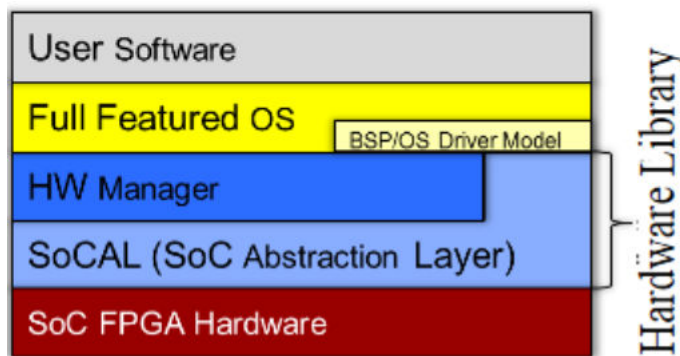 User Software
Full Featured OS
BSP/OS Driver Model
HW Manager
SoCAL (SoC Abstraction Layer)
SoC FPGA Hardware
Hardware Library